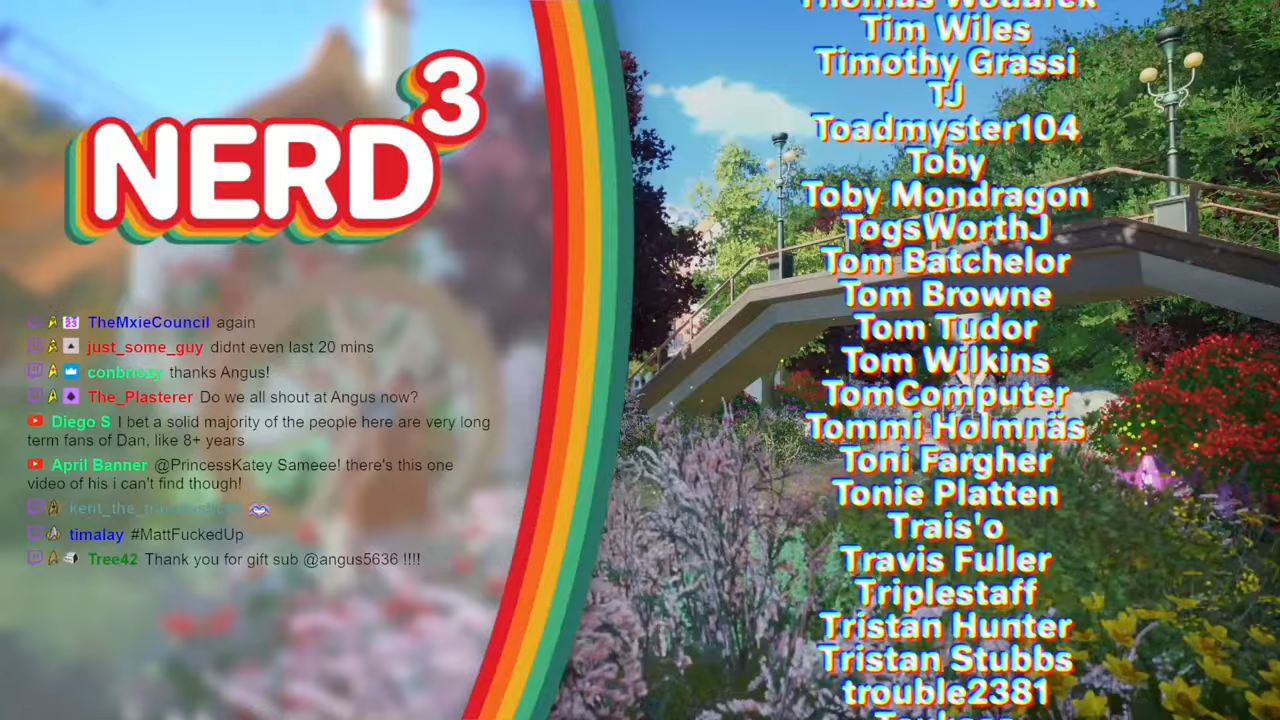 NERD³
TheMxieCouncil again
just_some_guy didnt even last 20 mins
conbriozy thanks Angus!
The_Plasterer Do we all shout at Angus now?
Diego S I bet a solid majority of the people here are very long
term fans of Dan, like 8+ years
April Banner @PrincessKatey Sameee! there's this one
video of his i can't find though!
timalay #MattFuckedUp
Tree42 Thank you for gift sub @angus5636 !!!!
Thomas Wodarex
Tim Wiles
Timothy Grassi
TJ
Toadmyster104
Toby
Toby Mondragon
TogsWorthJ
Tom Batchelor
Tom Browne
Tom Tudor
Tom Wilkins
TomComputer
Tommi Holmnäs
Toni Fargher
Tonie Platten
Trais'o
Travis Fuller
Triplestaff
Tristan Hunter
Tristan Stubbs
trouble2381